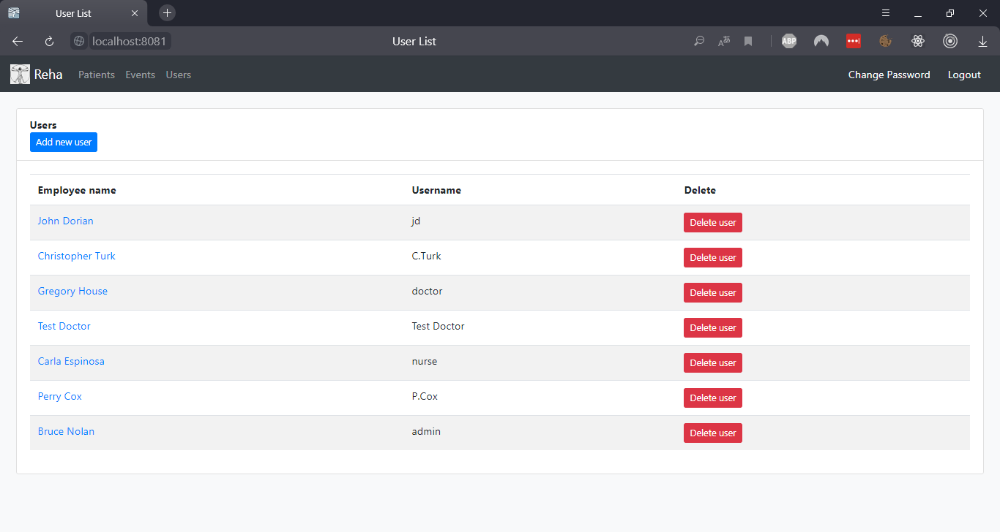 User List
localhost:8081 User List ABP
Reha Patients Events Users Change Password Logout
Users
Add new user
Employee name Username Delete
John Dorian jd Delete user
Christopher Turk C.Turk Delete user
Gregory House doctor Delete user
Test Doctor Test Doctor Delete user
Carla Espinosa nurse Delete user
Perry Cox P.Cox Delete user
Bruce Nolan admin Delete user